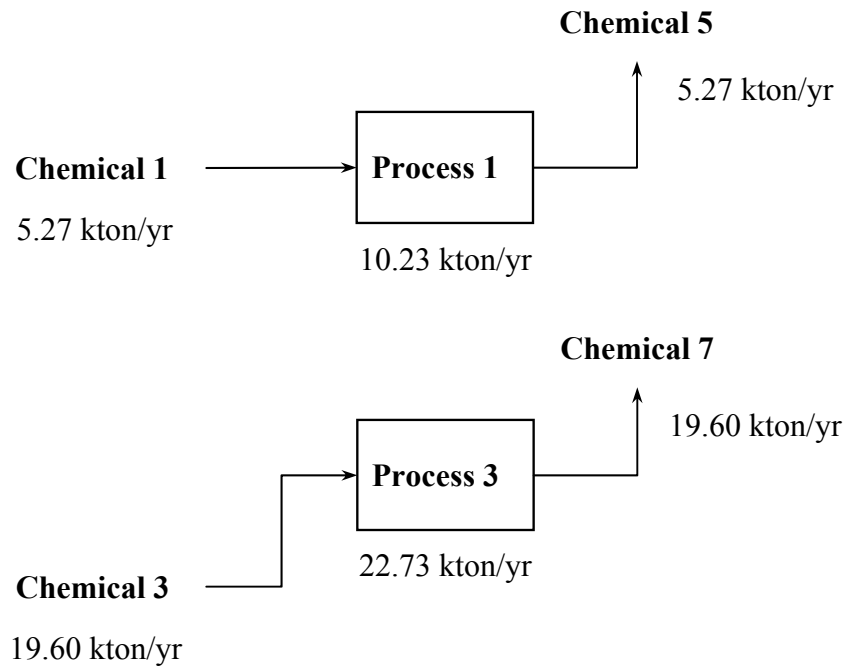 Chemical 5
5.27 kton/yr
Chemical 1
Process 1
5.27 kton/yr
10.23 kton/yr
Chemical 7
19.60 kton/yr
Process 3
22.73 kton/yr
Chemical 3
19.60 kton/yr